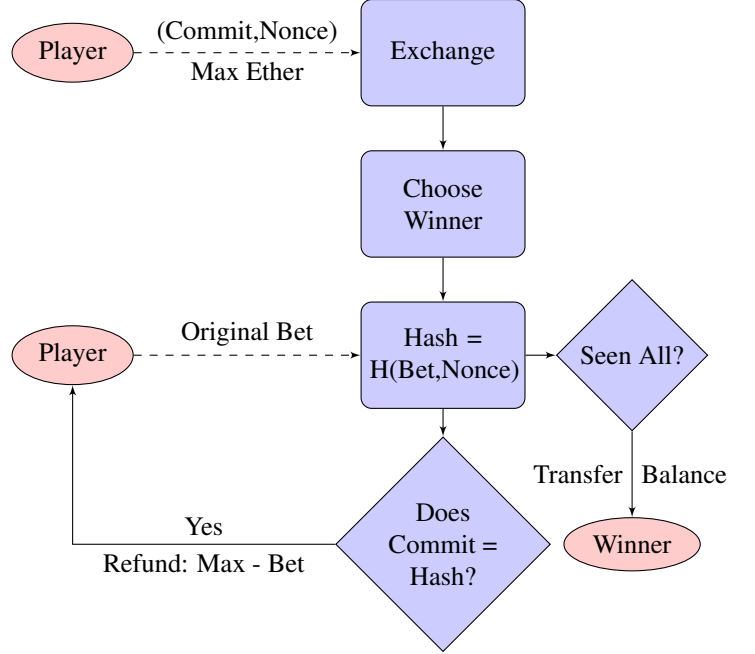 (Commit,Nonce)
Player
Max Ether
Exchange
Choose
Winner
Original Bet
Player
Hash =
H(Bet,Nonce)
Seen All?
Transfer
Balance
Yes
Refund: Max - Bet
Does
Commit =
Hash?
Winner